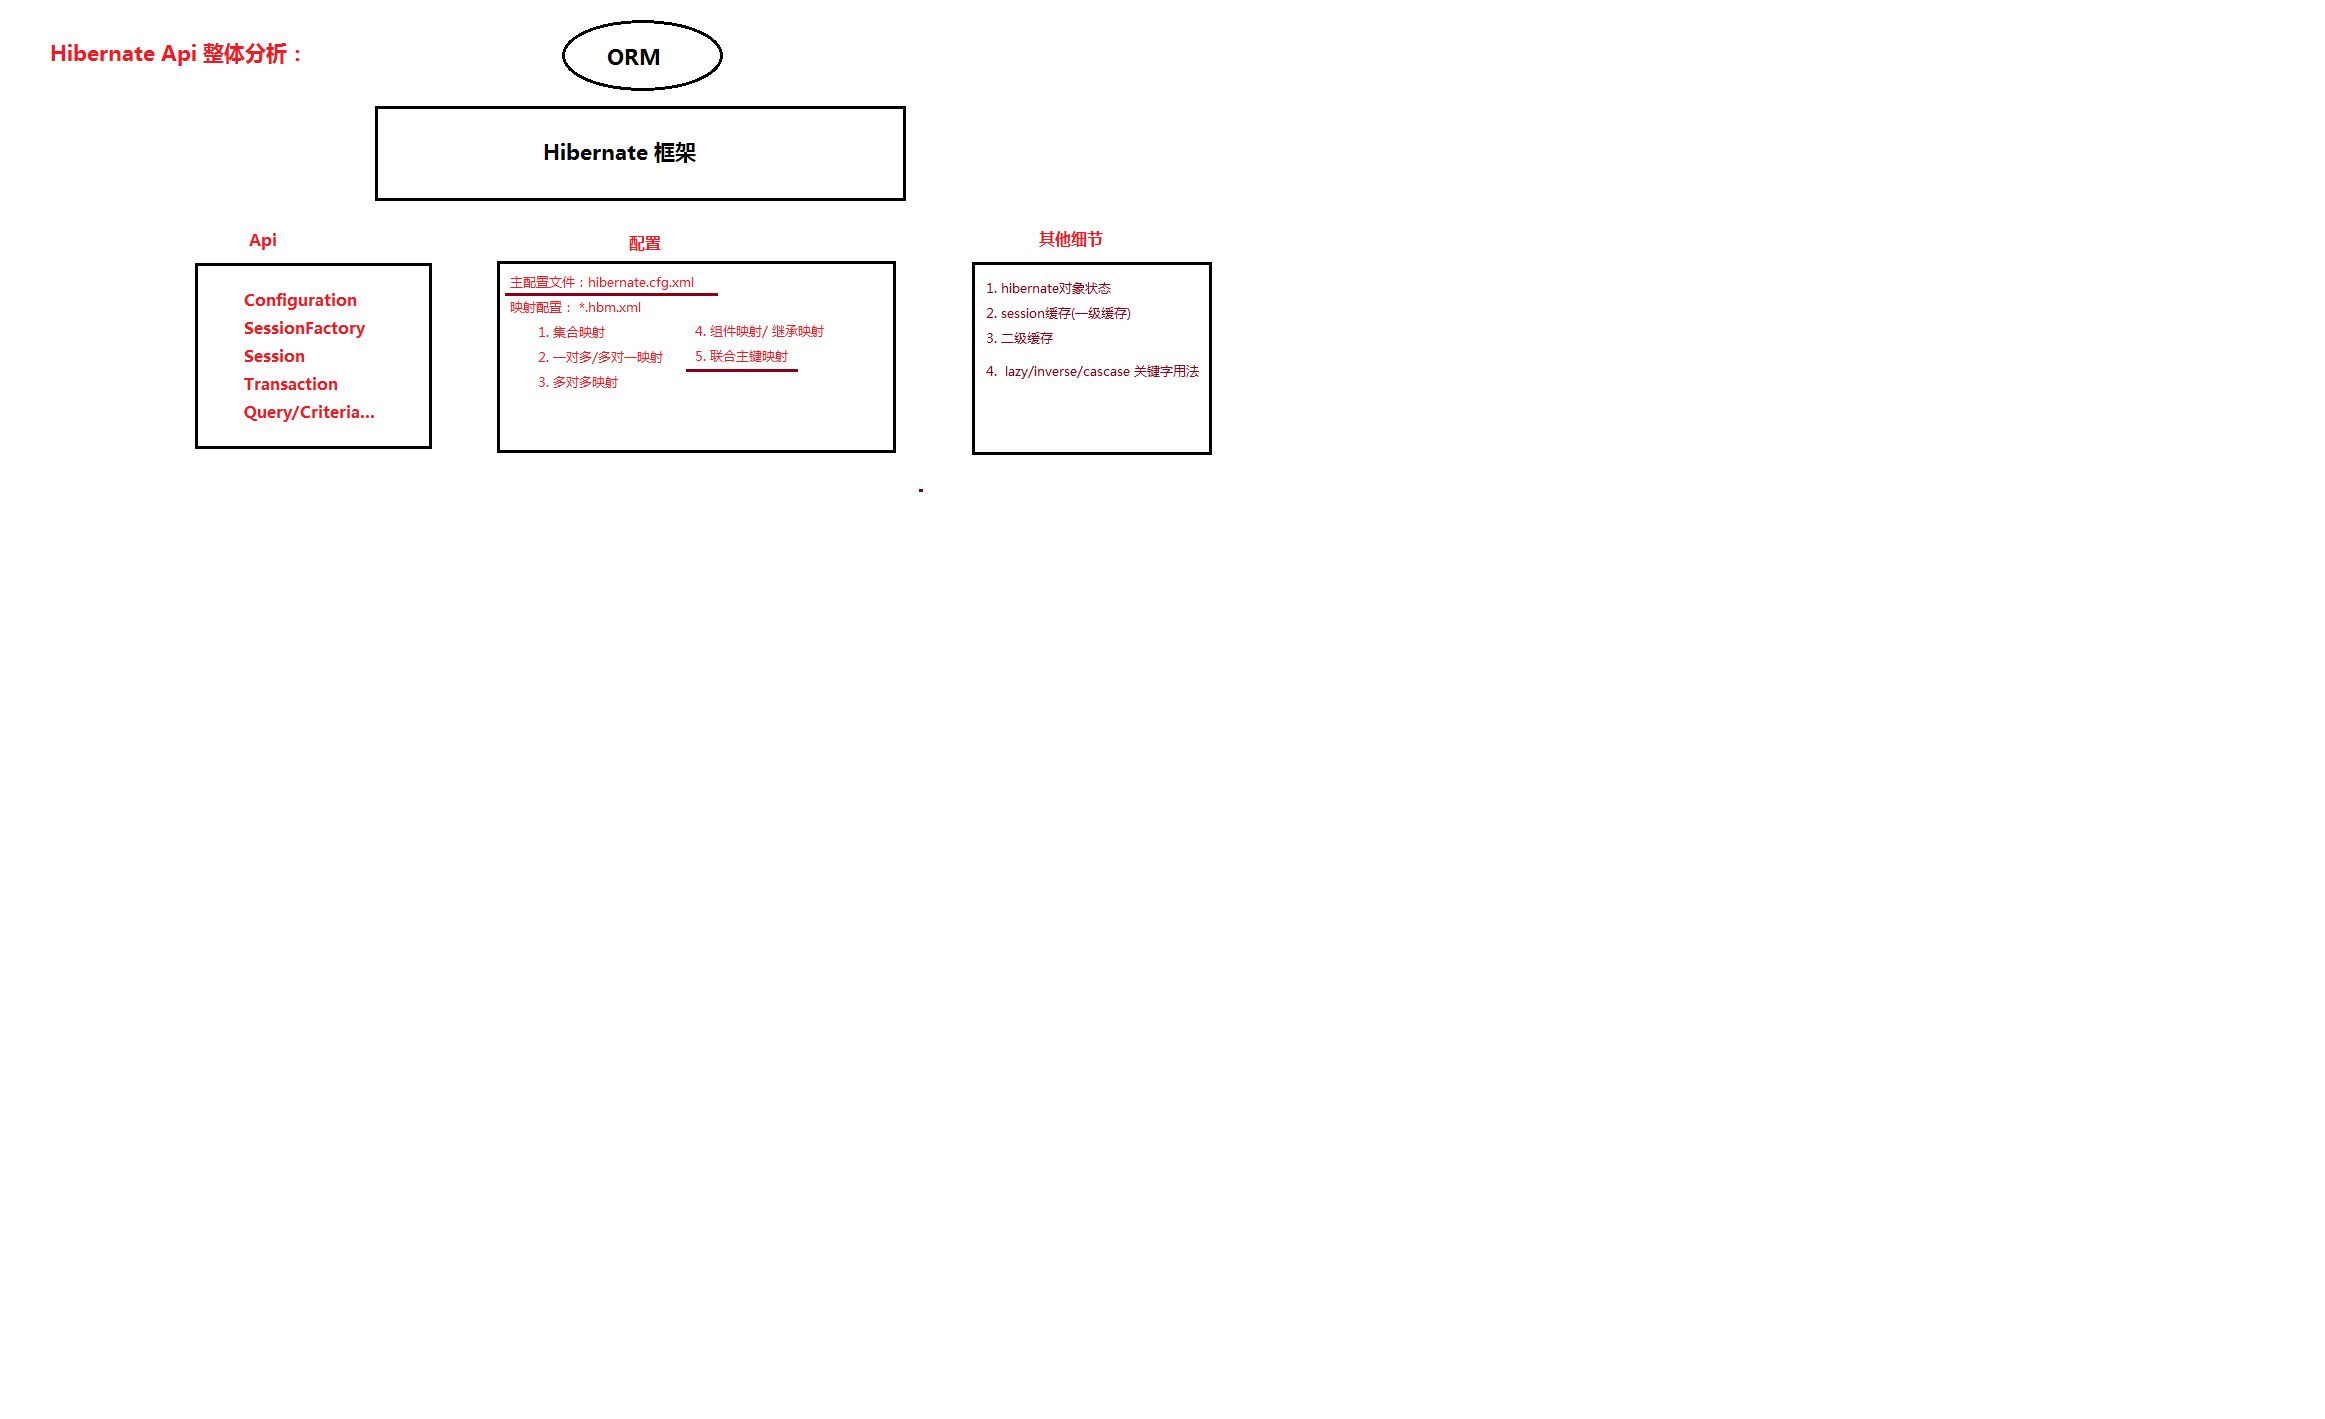 Hibernate Api 整体分析：
ORM
Hibernate 框架
Api
Configuration
SessionFactory
Session
Transaction
Query/Criteria...
配置
主配置文件：hibernate.cfg.xml
映射配置： *.hbm.xml
1. 集合映射
2. 一对多/多对一映射
3. 多对多映射
4. 组件映射/ 继承映射
5. 联合主键映射
其他细节
1. hibernate对象状态
2. session缓存(一级缓存)
3. 二级缓存
4. lazy/inverse/cascase 关键字用法